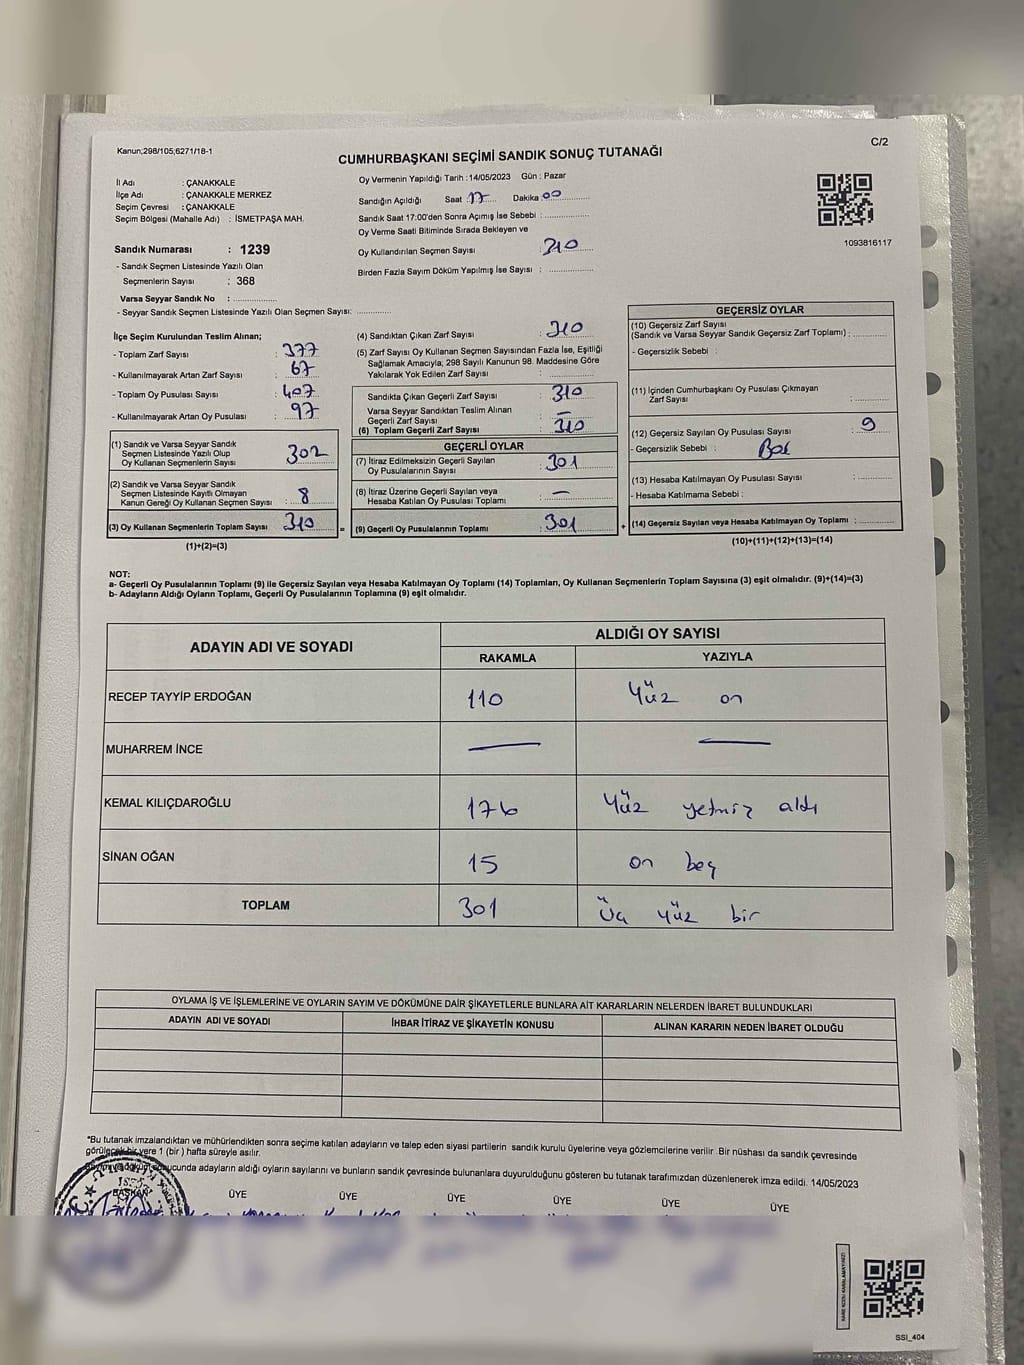 Kanun;298/105,6271/18-1
C/2
CUMHURBAŞKANI SEÇİMİ SANDIK SONUÇ TUTANAĞI
İl Adı : ÇANAKKALE
İlçe Adı : ÇANAKKALE MERKEZ
Seçim Çevresi : ÇANAKKALE
Seçim Bölgesi (Mahalle Adı) : İSMETPAŞA MAH.
Sandık Numarası : 1239
- Sandık Seçmen Listesinde Yazılı Olan
Seçmenlerin Sayısı : 368
Varsa Seyyar Sandık No : ..................
- Seyyar Sandık Seçmen Listesinde Yazılı Olan Seçmen Sayısı: ..............
Oy Vermenin Yapıldığı Tarih : 14/05/2023 Gün : Pazar
Sandığın Açıldığı Saat : 17 Dakika : 00
Sandık Saat 17:00'den Sonra Açımış İse Sebebi : ..................
Oy Verme Saati Bitiminde Sırada Bekleyen ve
Oy Kullandırılan Seçmen Sayısı : 310
Birden Fazla Sayım Döküm Yapılmış İse Sayısı : ..................
1093816117
İlçe Seçim Kurulundan Teslim Alınan;
- Toplam Zarf Sayısı : 377
- Kullanılmayarak Artan Zarf Sayısı : 67
- Toplam Oy Pusulası Sayısı : 407
- Kullanılmayarak Artan Oy Pusulası : 97
(1) Sandık ve Varsa Seyyar Sandık
Seçmen Listesinde Yazılı Olup
Oy Kullanan Seçmenlerin Sayısı : 302
(2) Sandık ve Varsa Seyyar Sandık
Seçmen Listesinde Kayıtlı Olmayan
Kanun Gereği Oy Kullanan Seçmen Sayısı : 8
(3) Oy Kullanan Seçmenlerin Toplam Sayısı : 310
(1)+(2)=(3)
(4) Sandıktan Çıkan Zarf Sayısı : 310
(5) Zarf Sayısı Oy Kullanan Seçmen Sayısından Fazla İse, Eşitliği
Sağlamak Amacıyla, 298 Sayılı Kanunun 98. Maddesine Göre
Yakılarak Yok Edilen Zarf Sayısı : ..................
Sandıkta Çıkan Geçerli Zarf Sayısı : 310
Varsa Seyyar Sandıktan Teslim Alınan
Geçerli Zarf Sayısı : —
(6) Toplam Geçerli Zarf Sayısı : 310
GEÇERLİ OYLAR
(7) İtiraz Edilmeksizin Geçerli Sayılan
Oy Pusulalarının Sayısı : 301
(8) İtiraz Üzerine Geçerli Sayılan veya
Hesaba Katılan Oy Pusulası Toplamı : —
= (9) Geçerli Oy Pusulalarının Toplamı : 301
GEÇERSİZ OYLAR
(10) Geçersiz Zarf Sayısı
(Sandık ve Varsa Seyyar Sandık Geçersiz Zarf Toplamı) : ..............
- Geçersizlik Sebebi :
(11) İçinden Cumhurbaşkanı Oy Pusulası Çıkmayan
Zarf Sayısı : ..............
(12) Geçersiz Sayılan Oy Pusulası Sayısı : 9
- Geçersizlik Sebebi :
(13) Hesaba Katılmayan Oy Pusulası Sayısı : ..............
- Hesaba Katılmama Sebebi :
+ (14) Geçersiz Sayılan veya Hesaba Katılmayan Oy Toplamı : ..............
(10)+(11)+(12)+(13)=(14)
NOT:
a- Geçerli Oy Pusulalarının Toplamı (9) ile Geçersiz Sayılan veya Hesaba Katılmayan Oy Toplamı (14) Toplamları, Oy Kullanan Seçmenlerin Toplam Sayısına (3) eşit olmalıdır. (9)+(14)=(3)
b- Adayların Aldığı Oyların Toplamı, Geçerli Oy Pusulalarının Toplamına (9) eşit olmalıdır.
ADAYIN ADI VE SOYADI ALDIĞI OY SAYISI
RAKAMLA YAZIYLA
RECEP TAYYİP ERDOĞAN 110 Yüz on
MUHARREM İNCE — —
KEMAL KILIÇDAROĞLU 176 Yüz yetmiz aldı
SİNAN OĞAN 15 on beş
TOPLAM 301 Üç yüz bir
OYLAMA İŞ VE İŞLEMLERİNE VE OYLARIN SAYIM VE DÖKÜMÜNE DAİR ŞİKAYETLERLE BUNLARA AİT KARARLARIN NELERDEN İBARET BULUNDUKLARI
ADAYIN ADI VE SOYADI İHBAR İTİRAZ VE ŞİKAYETİN KONUSU ALINAN KARARIN NEDEN İBARET OLDUĞU
*Bu tutanak imzalandıktan ve mühürlendikten sonra seçime katılan adayların ve talep eden siyasi partilerin sandık kurulu üyelerine veya gözlemcilerine verilir .Bir nüshası da sandık çevresinde
görülecek bir yere 1 (bir ) hafta süreyle asılır.
sonucunda adayların aldığı oyların sayılarını ve bunların sandık çevresinde bulunanlara duyurulduğunu gösteren bu tutanak tarafımızdan düzenlenerek imza edildi. 14/05/2023
BAŞKAN ÜYE ÜYE ÜYE ÜYE ÜYE ÜYE
SSI_404